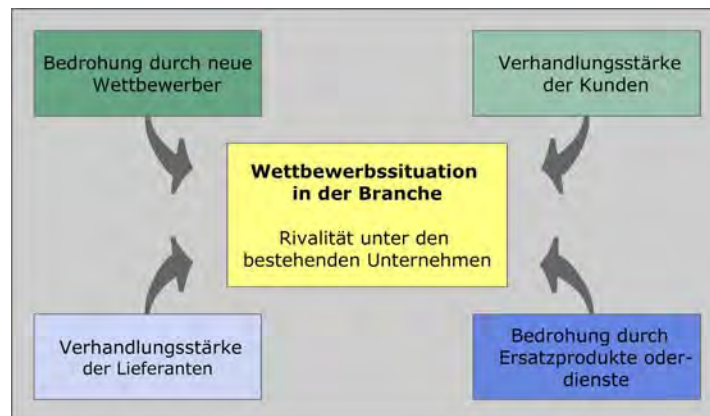 Bedrohung durch neue
Wettbewerber
Verhandlungsstärke
der Kunden
Wettbewerbssituation
in der Branche
Rivalität unter den
bestehenden Unternehmen
Verhandlungsstärke
der Lieferanten
Bedrohung durch
Ersatzprodukte oder-
dienste